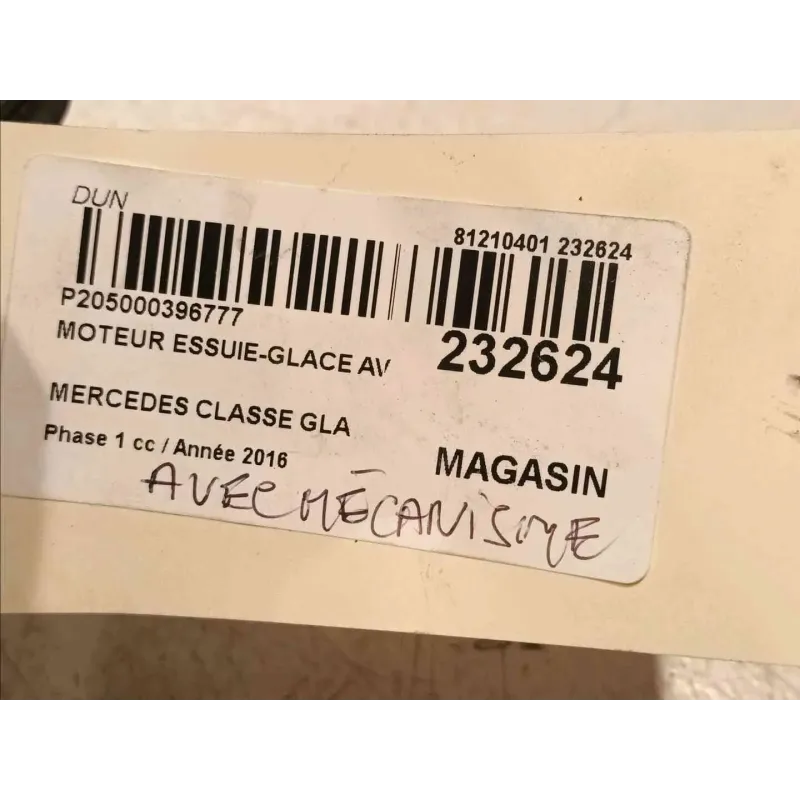 DUN
81210401 232624
P205000396777
232624
MOTEUR ESSUIE-GLACE AV
MERCEDES CLASSE GLA
Phase 1 cc / Année 2016
MAGASIN
AVEC MÉCANISME